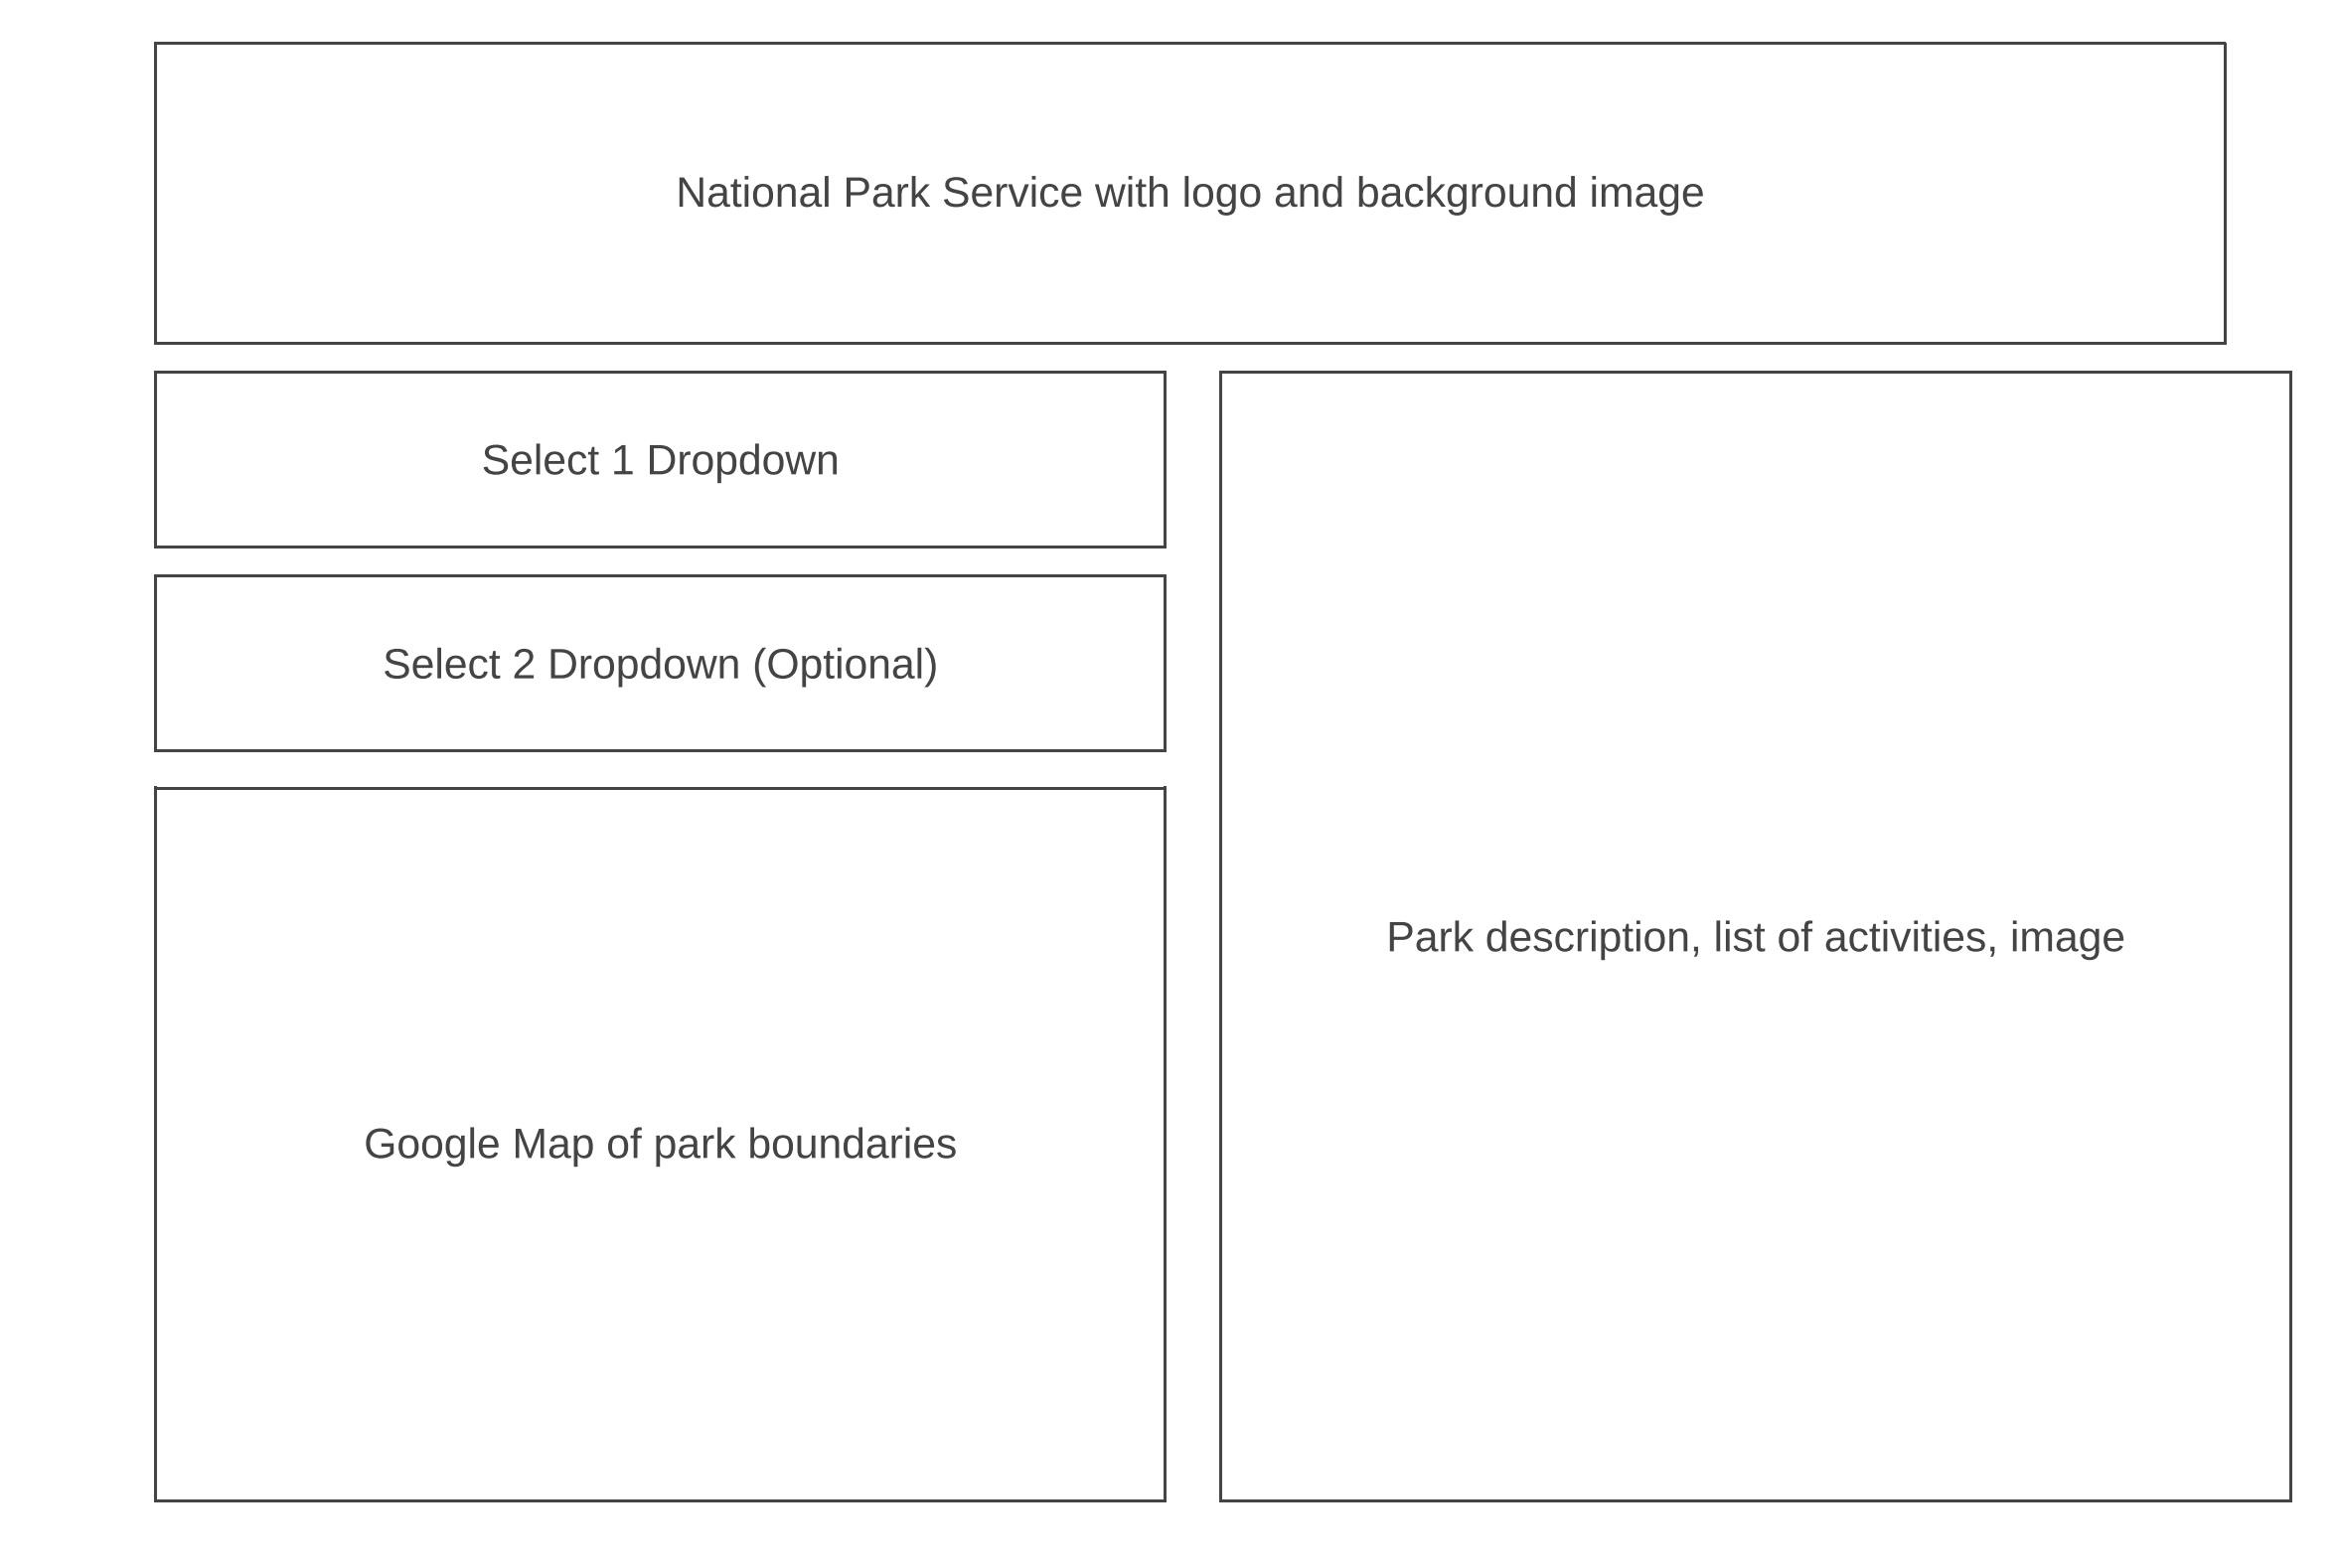 National Park Service with logo and background image
Select 1 Dropdown
Select 2 Dropdown (Optional)
Google Map of park boundaries
Park description, list of activities, image